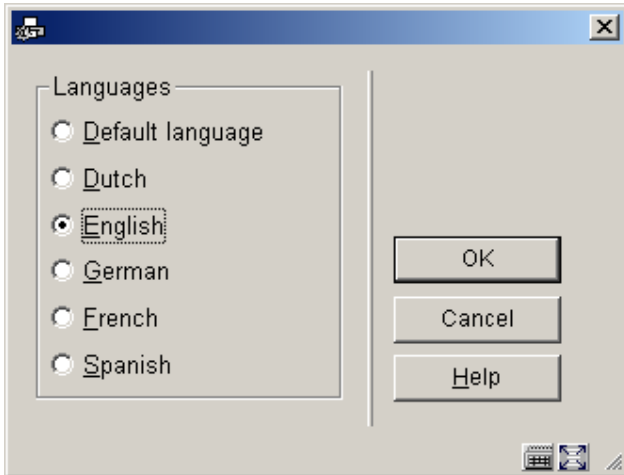 Languages
Default language
Dutch
English
German
French
Spanish
OK
Cancel
Help